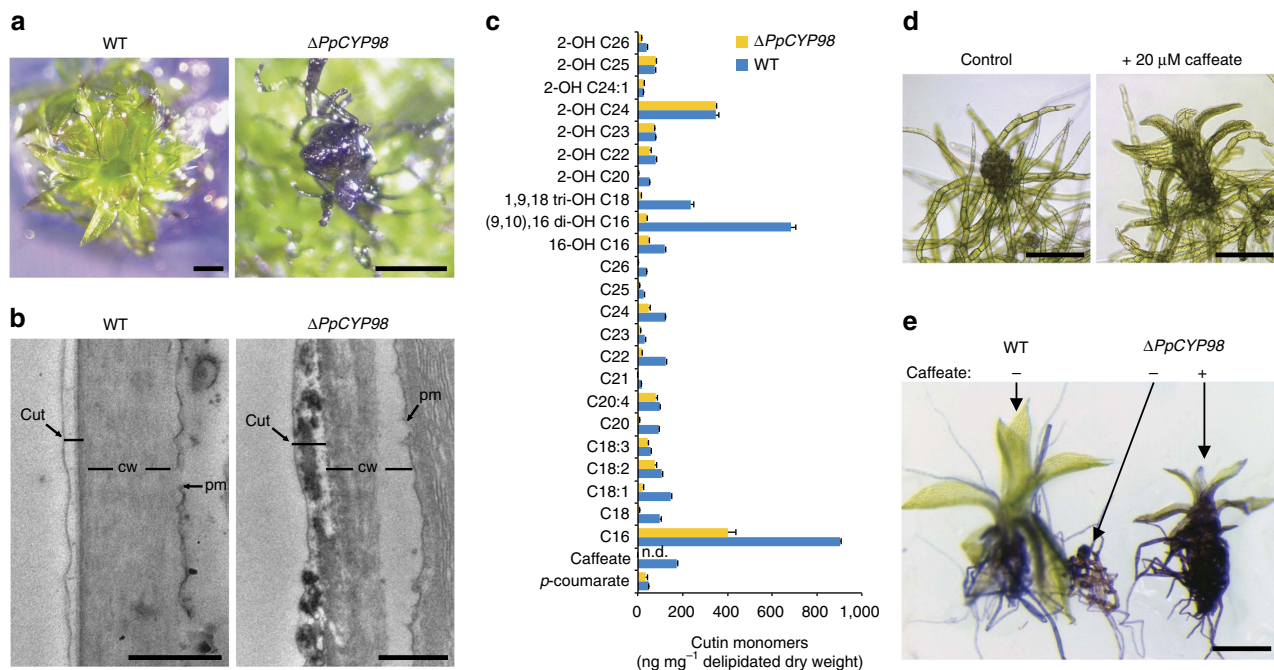 a
WT
ΔPpCYP98
b
WT
ΔPpCYP98
Cut
cw
pm
Cut
cw
pm
c
ΔPpCYP98
WT
2-OH C26
2-OH C25
2-OH C24:1
2-OH C24
2-OH C23
2-OH C22
2-OH C20
1,9,18 tri-OH C18
(9,10),16 di-OH C16
16-OH C16
C26
C25
C24
C23
C22
C21
C20:4
C20
C18:3
C18:2
C18:1
C18
C16
Caffeate
n.d.
p-coumarate
0 200 400 600 800 1,000
Cutin monomers
(ng mg⁻¹ delipidated dry weight)
d
Control
+ 20 μM caffeate
e
WT
ΔPpCYP98
Caffeate: – – +